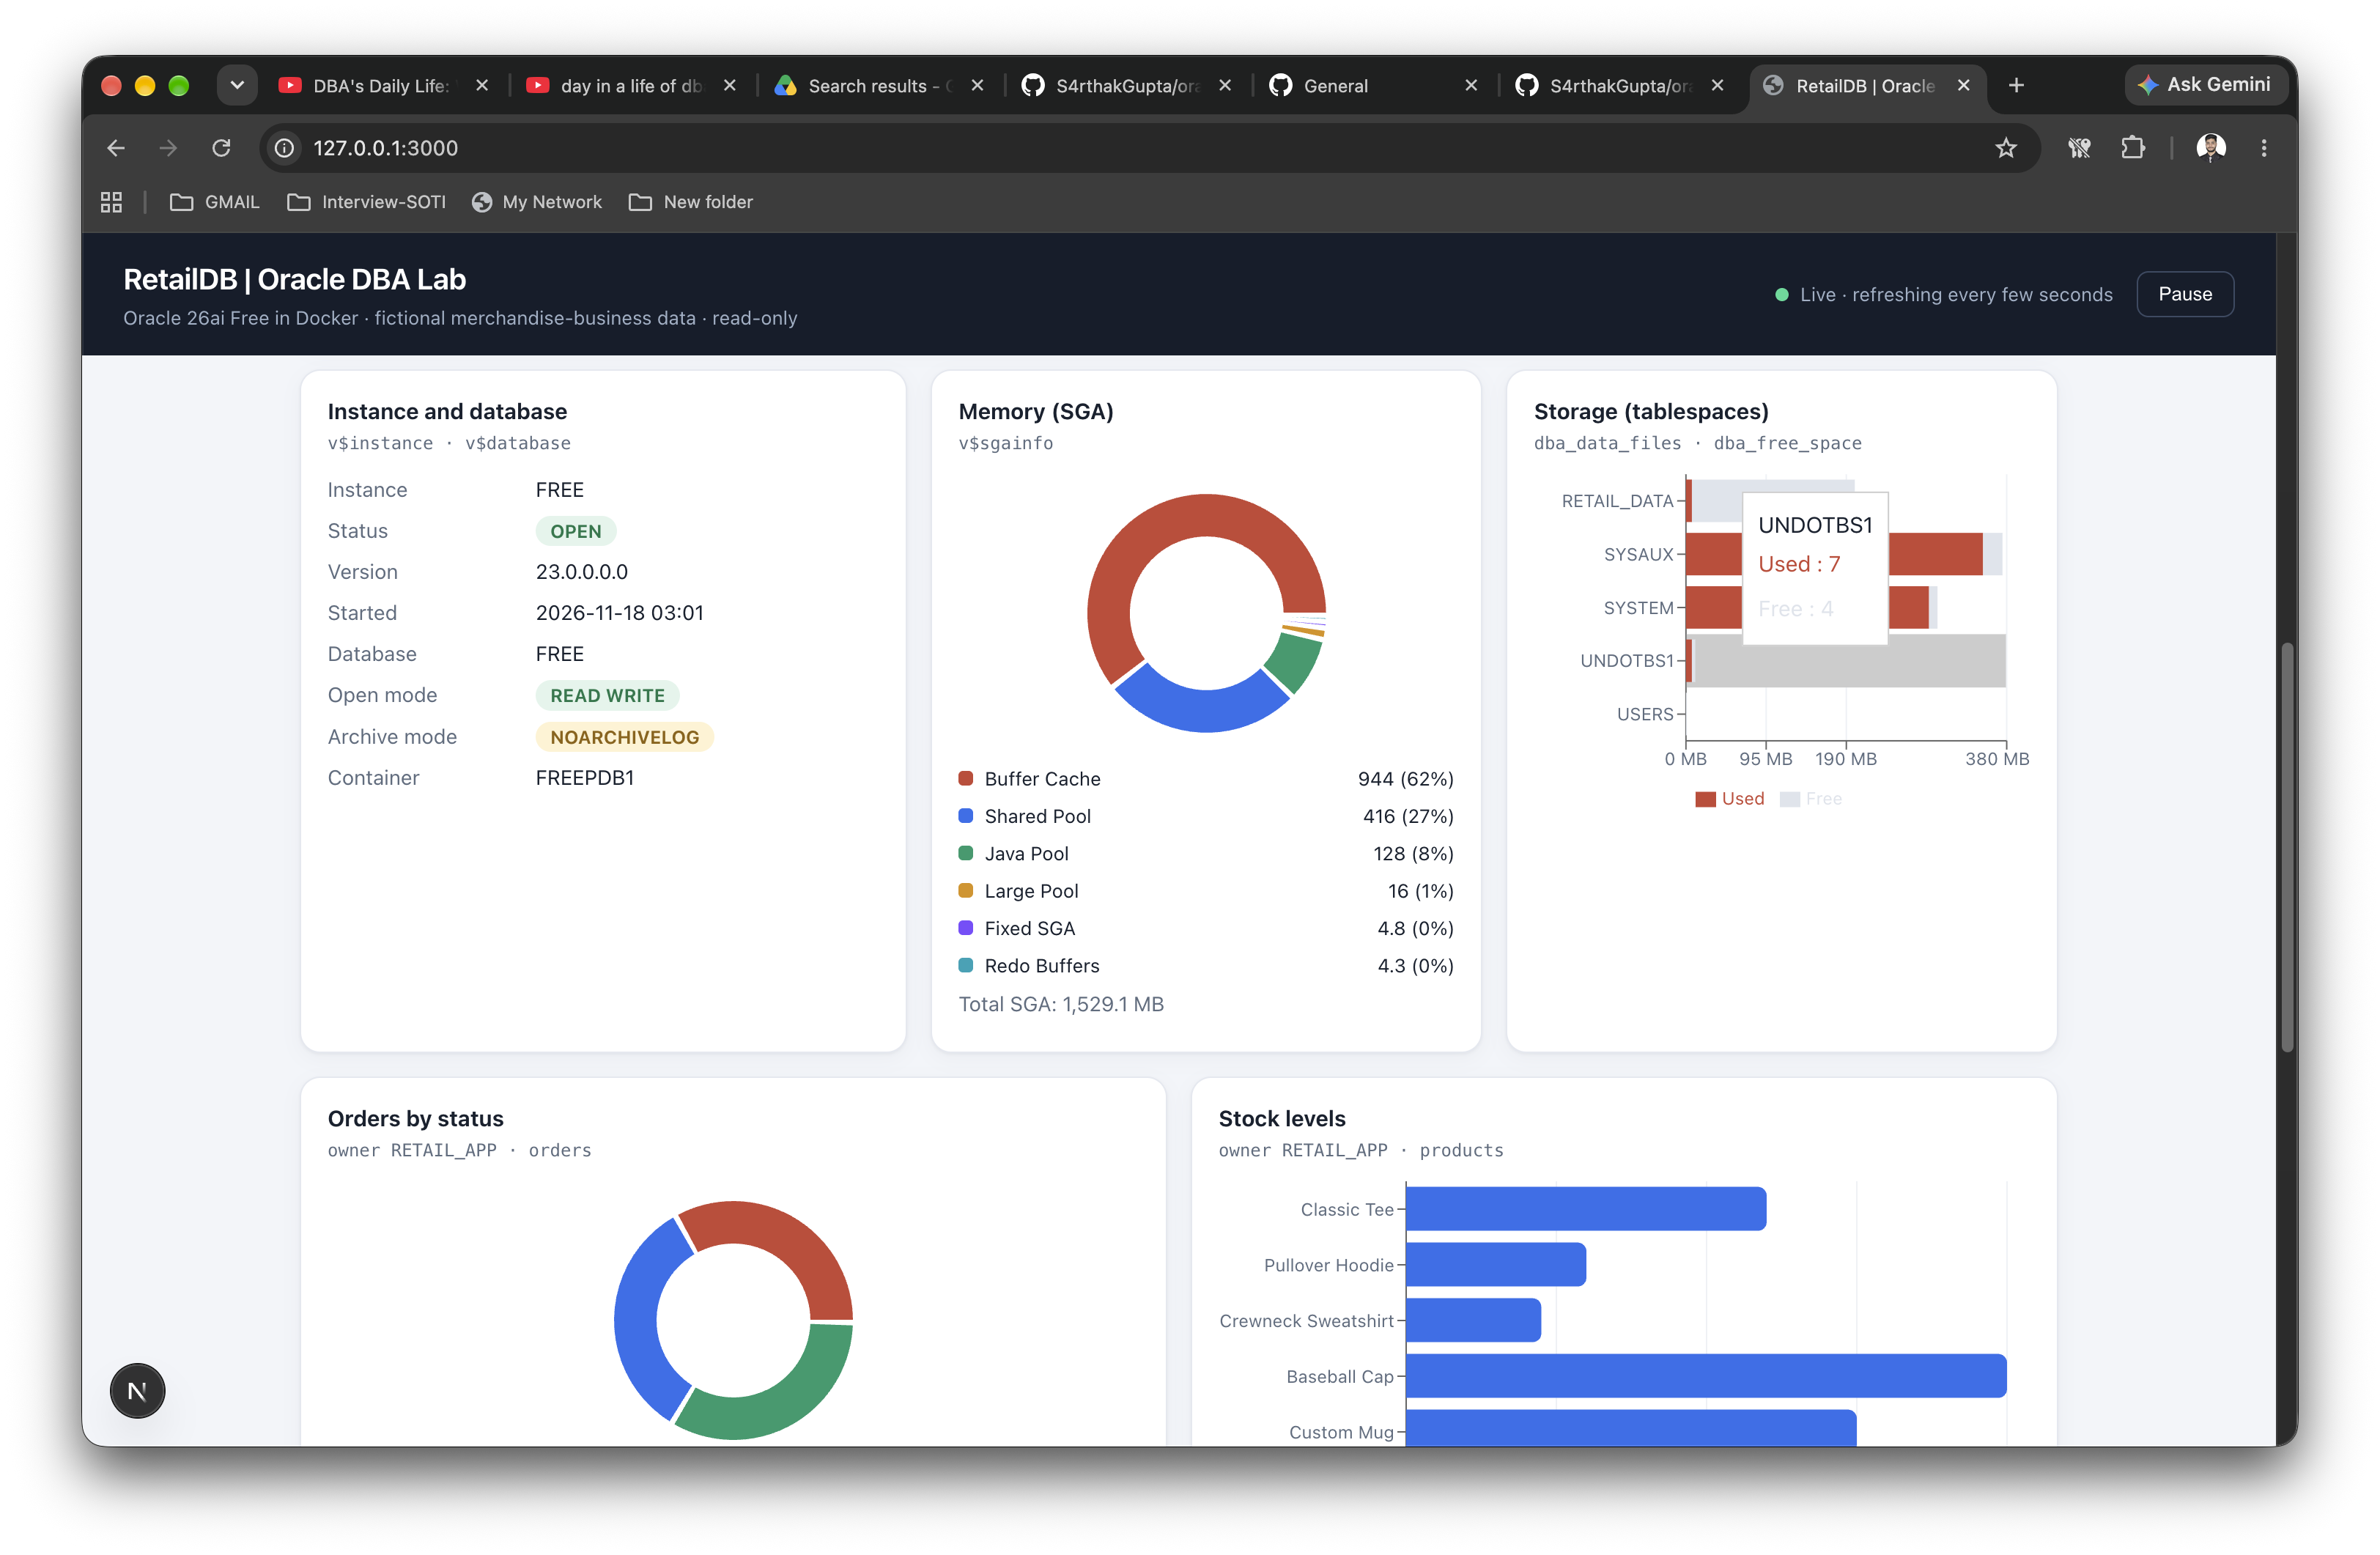 DBA's Daily Life:
day in a life of db
Search results -
S4rthakGupta/ora
General
S4rthakGupta/ora
RetailDB | Oracle
Ask Gemini
127.0.0.1:3000
GMAIL
Interview-SOTI
My Network
New folder
RetailDB | Oracle DBA Lab
Oracle 26ai Free in Docker · fictional merchandise-business data · read-only
Live · refreshing every few seconds
Pause
Instance and database
v$instance · v$database
Instance FREE
Status OPEN
Version 23.0.0.0.0
Started 2026-11-18 03:01
Database FREE
Open mode READ WRITE
Archive mode NOARCHIVELOG
Container FREEPDB1
Memory (SGA)
v$sgainfo
Buffer Cache 944 (62%)
Shared Pool 416 (27%)
Java Pool 128 (8%)
Large Pool 16 (1%)
Fixed SGA 4.8 (0%)
Redo Buffers 4.3 (0%)
Total SGA: 1,529.1 MB
Storage (tablespaces)
dba_data_files · dba_free_space
RETAIL_DATA
SYSAUX
SYSTEM
UNDOTBS1
USERS
UNDOTBS1
Used : 7
Free : 4
0 MB 95 MB 190 MB 380 MB
Used Free
Orders by status
owner RETAIL_APP · orders
Stock levels
owner RETAIL_APP · products
Classic Tee
Pullover Hoodie
Crewneck Sweatshirt
Baseball Cap
Custom Mug
N